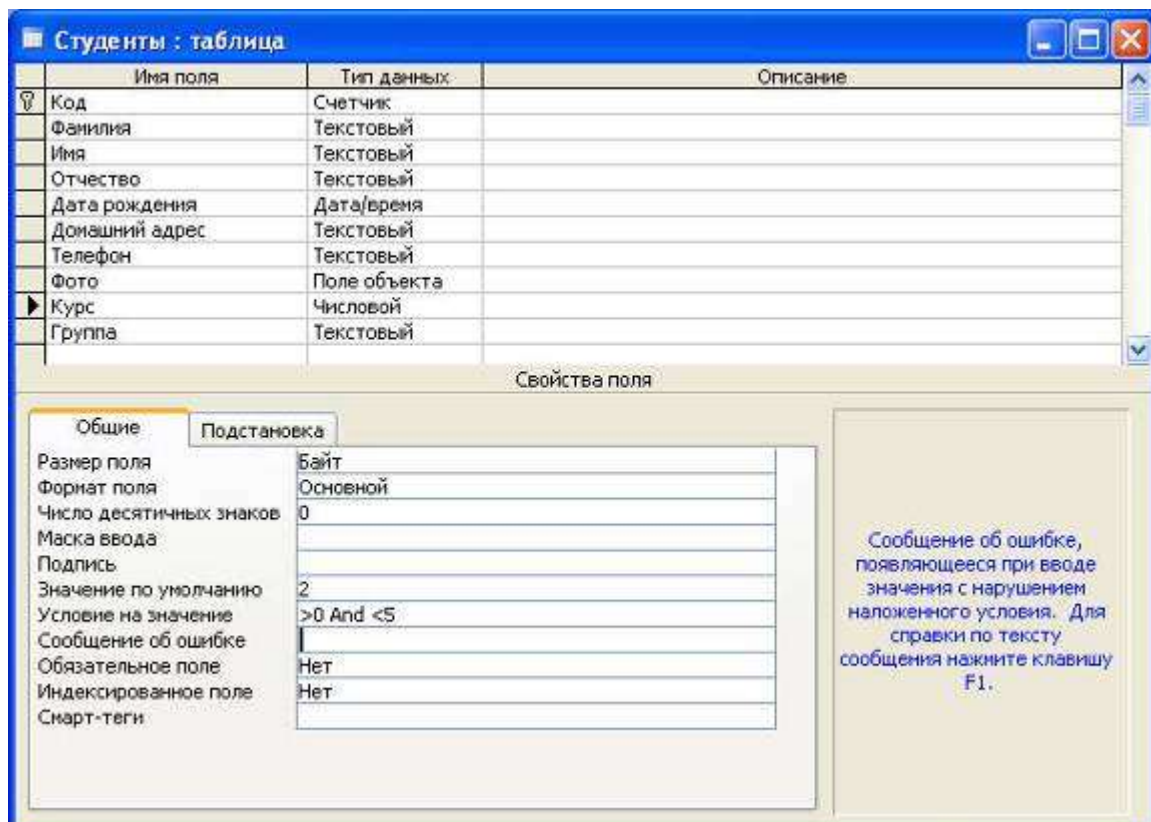 Студенты : таблица
Имя поля Тип данных Описание
Код Счетчик
Фамилия Текстовый
Имя Текстовый
Отчество Текстовый
Дата рождения Дата/время
Домашний адрес Текстовый
Телефон Текстовый
Фото Поле объекта
Курс Числовой
Группа Текстовый
Свойства поля
Общие Подстановка
Размер поля Байт
Формат поля Основной
Число десятичных знаков 0
Маска ввода
Подпись
Значение по умолчанию 2
Условие на значение >0 And <5
Сообщение об ошибке
Обязательное поле Нет
Индексированное поле Нет
Смарт-теги
Сообщение об ошибке,
появляющееся при вводе
значения с нарушением
наложенного условия. Для
справки по тексту
сообщения нажмите клавишу
F1.